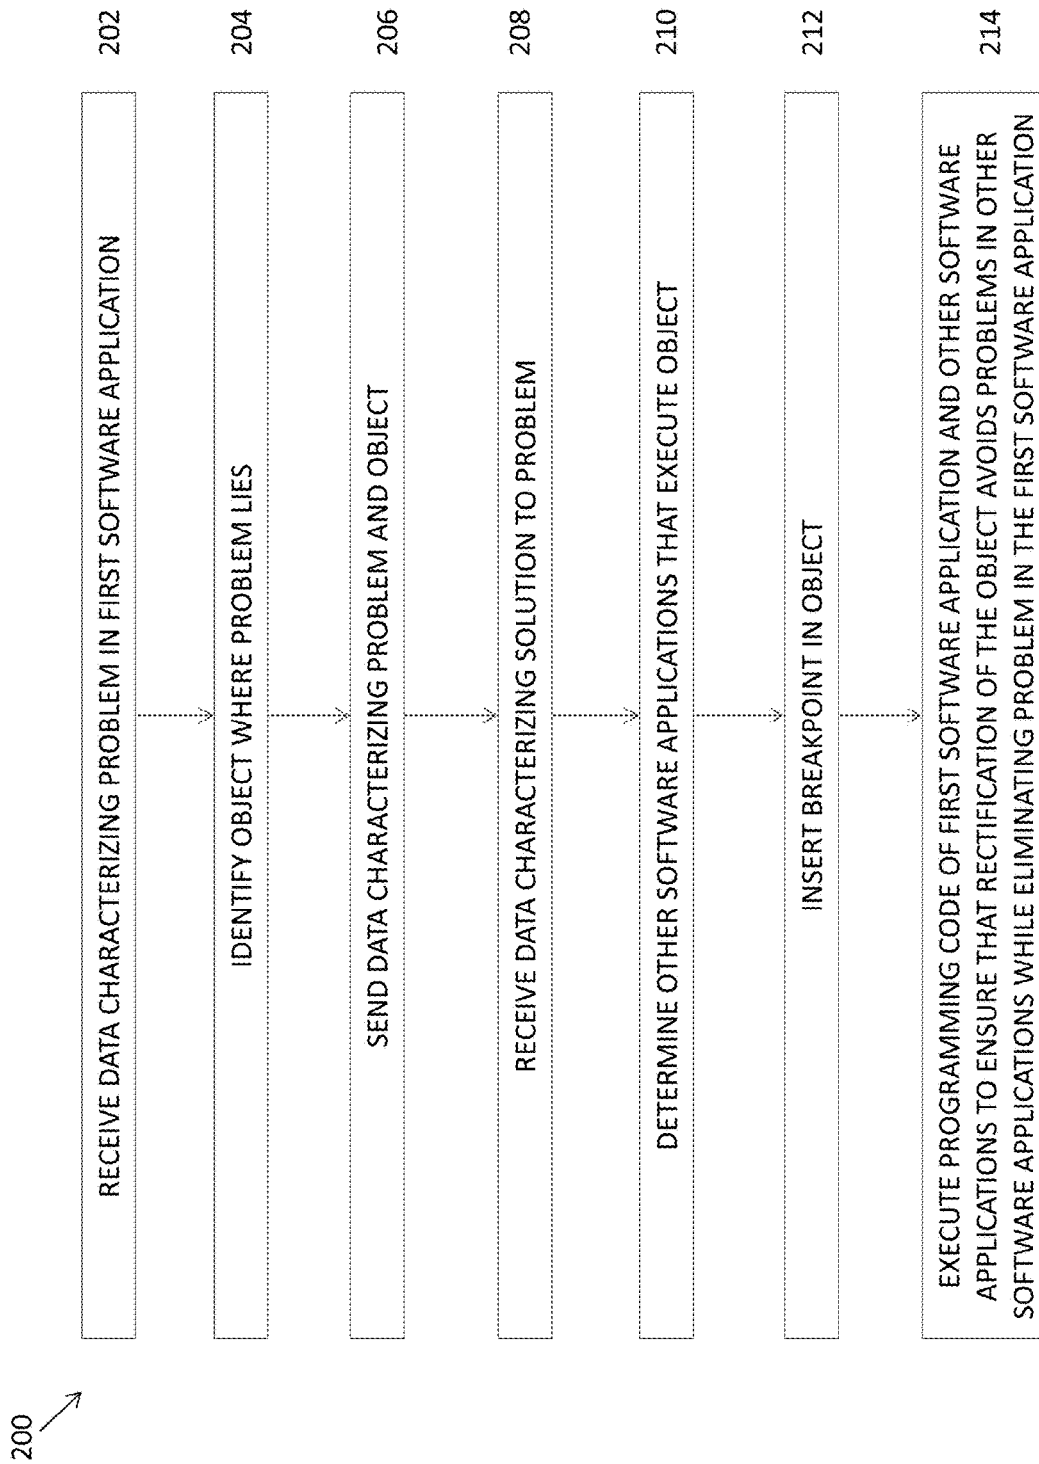 200
RECEIVE DATA CHARACTERIZING PROBLEM IN FIRST SOFTWARE APPLICATION
202
IDENTIFY OBJECT WHERE PROBLEM LIES
204
SEND DATA CHARACTERIZING PROBLEM AND OBJECT
206
RECEIVE DATA CHARACTERIZING SOLUTION TO PROBLEM
208
DETERMINE OTHER SOFTWARE APPLICATIONS THAT EXECUTE OBJECT
210
INSERT BREAKPOINT IN OBJECT
212
EXECUTE PROGRAMMING CODE OF FIRST SOFTWARE APPLICATION AND OTHER SOFTWARE
APPLICATIONS TO ENSURE THAT RECTIFICATION OF THE OBJECT AVOIDS PROBLEMS IN OTHER
SOFTWARE APPLICATIONS WHILE ELIMINATING PROBLEM IN THE FIRST SOFTWARE APPLICATION
214